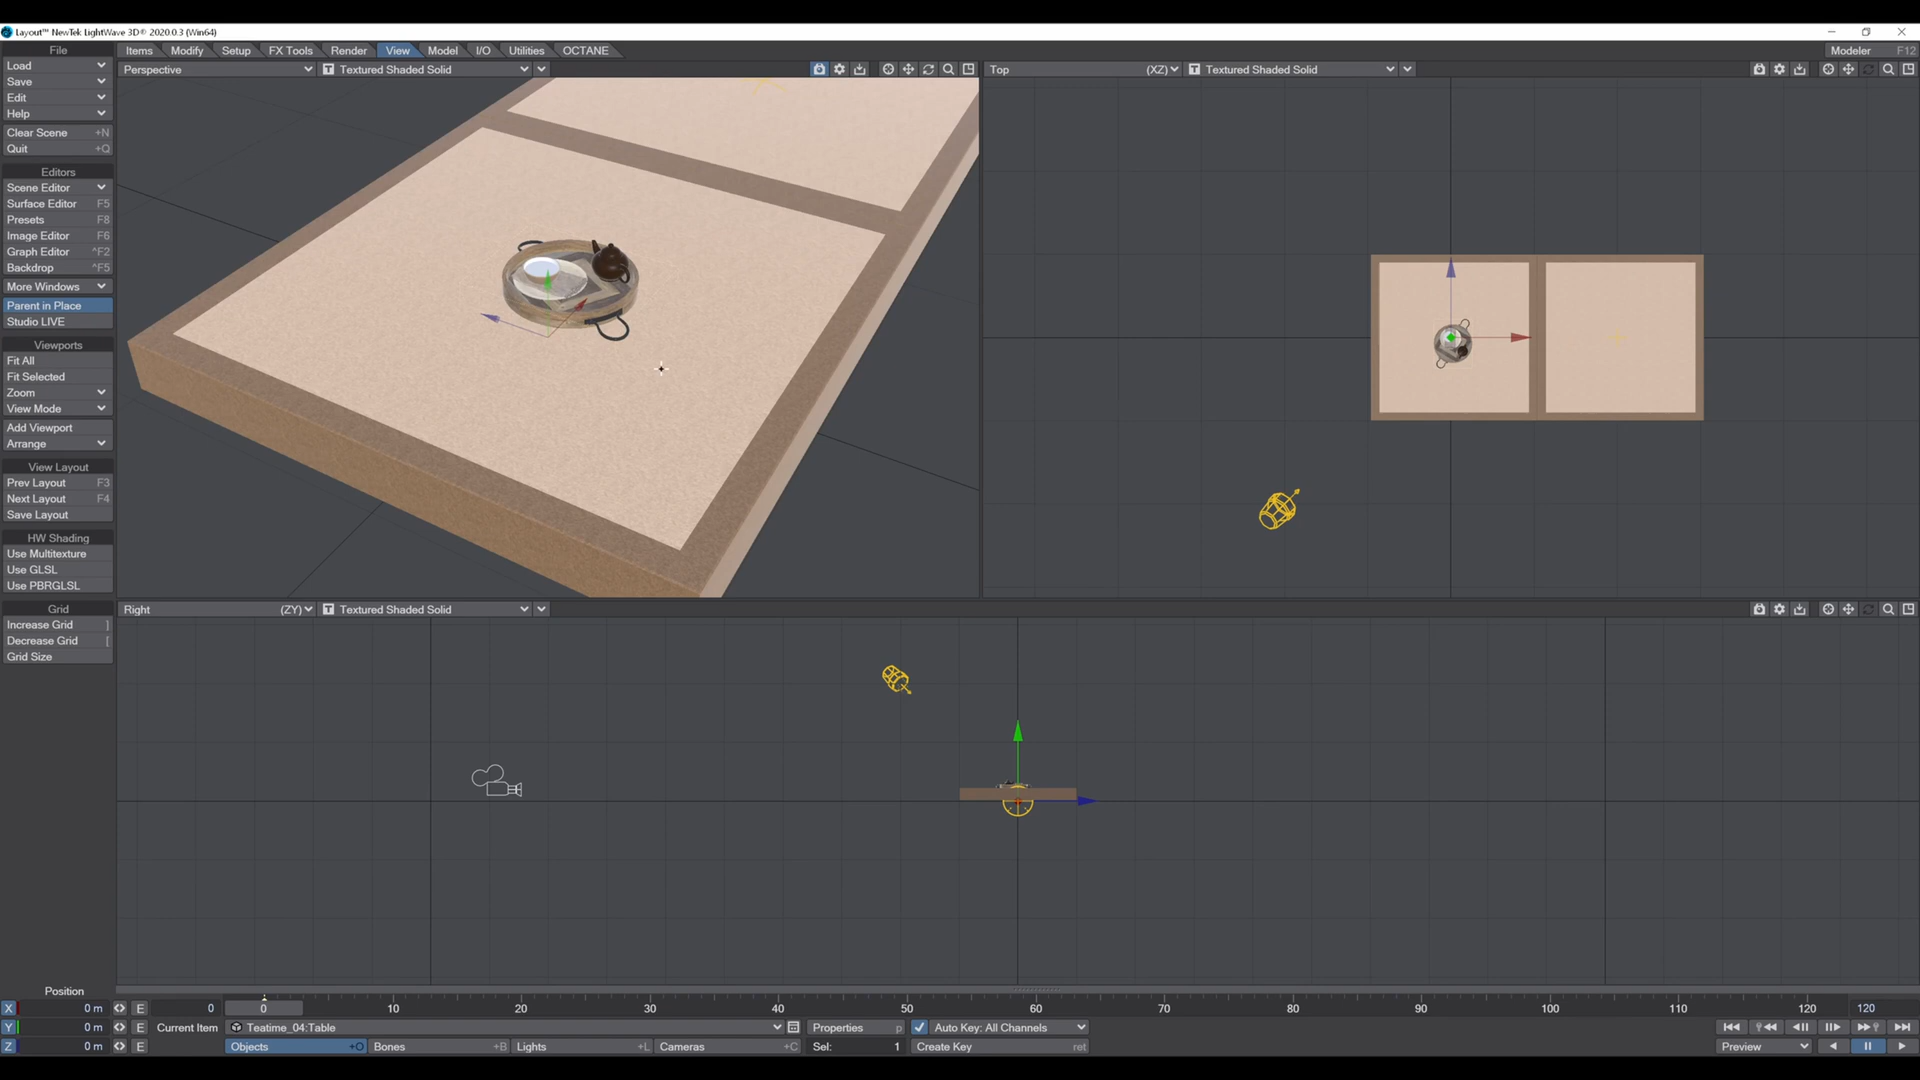 Layout™ NewTek LightWave 3D® 2020.0.3 (Win64)
File
Items
Modify
Setup
FX Tools
Render
View
Model
I/O
Utilities
OCTANE
Modeler F12
Load
Save
Edit
Help
Clear Scene +N
Quit +Q
Editors
Scene Editor
Surface Editor F5
Presets F8
Image Editor F6
Graph Editor ^F2
Backdrop ^F5
More Windows
Parent in Place
Studio LIVE
Viewports
Fit All
Fit Selected
Zoom
View Mode
Add Viewport
Arrange
View Layout
Prev Layout F3
Next Layout F4
Save Layout
HW Shading
Use Multitexture
Use GLSL
Use PBRGLSL
Grid
Increase Grid ]
Decrease Grid [
Grid Size
Perspective
T Textured Shaded Solid
Top (XZ)
T Textured Shaded Solid
Right (ZY)
T Textured Shaded Solid
Position
X 0 m E
Y 0 m E
Z 0 m E
0
0 10 20 30 40 50 60 70 80 90 100 110 120
120
Current Item Teatime_04:Table
Properties p
Auto Key: All Channels
Objects +O
Bones +B
Lights +L
Cameras +C
Sel: 1
Create Key ret
Preview